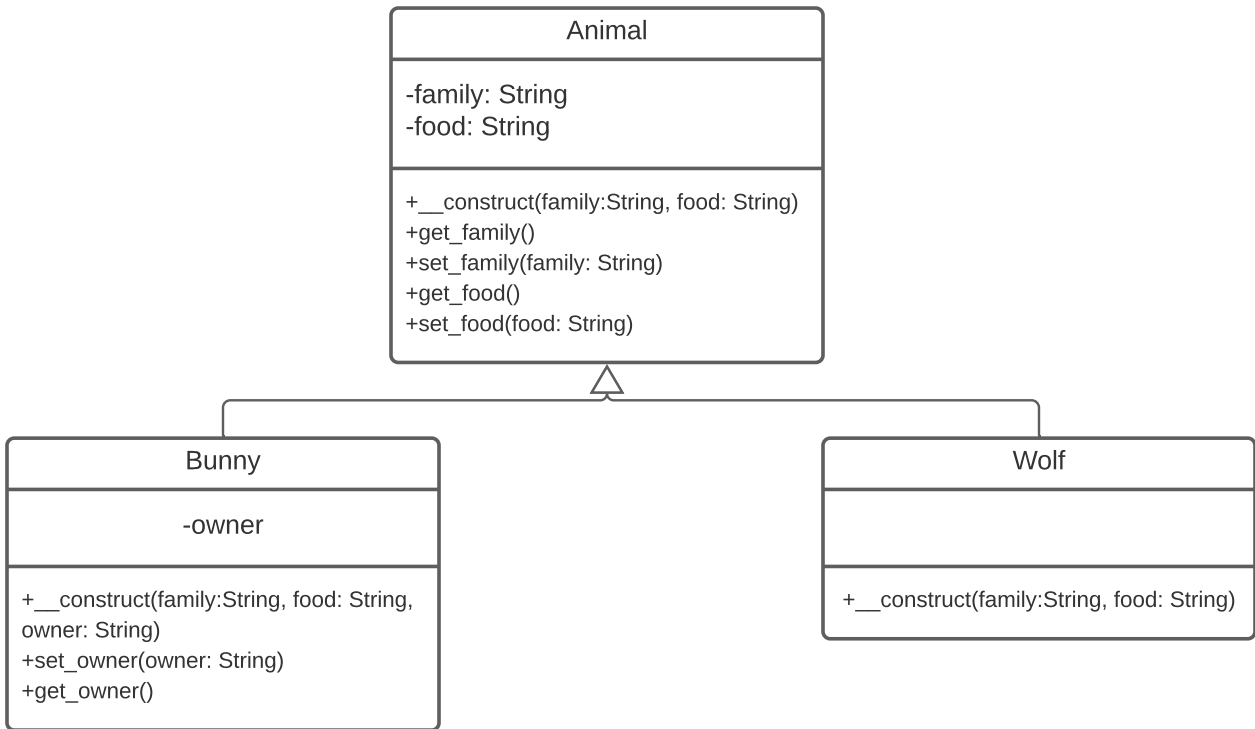 Animal
-family: String
-food: String
+__construct(family:String, food: String)
+get_family()
+set_family(family: String)
+get_food()
+set_food(food: String)
Bunny
-owner
+__construct(family:String, food: String,
owner: String)
+set_owner(owner: String)
+get_owner()
Wolf
+__construct(family:String, food: String)